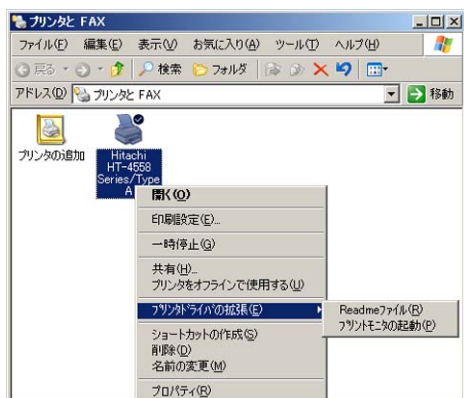 プリンタと FAX
ファイル(F) 編集(E) 表示(V) お気に入り(A) ツール(T) ヘルプ(H)
戻る 検索 フォルダ
アドレス(D) プリンタと FAX 移動
プリンタの追加
Hitachi
HT-4558
Series/Type
A
開く(O)
印刷設定(E)...
一時停止(G)
共有(H)...
プリンタをオフラインで使用する(U)
プリンタドライバの拡張(E)
Readmeファイル(R)
プリントモニタの起動(P)
ショートカットの作成(S)
削除(D)
名前の変更(M)
プロパティ(R)